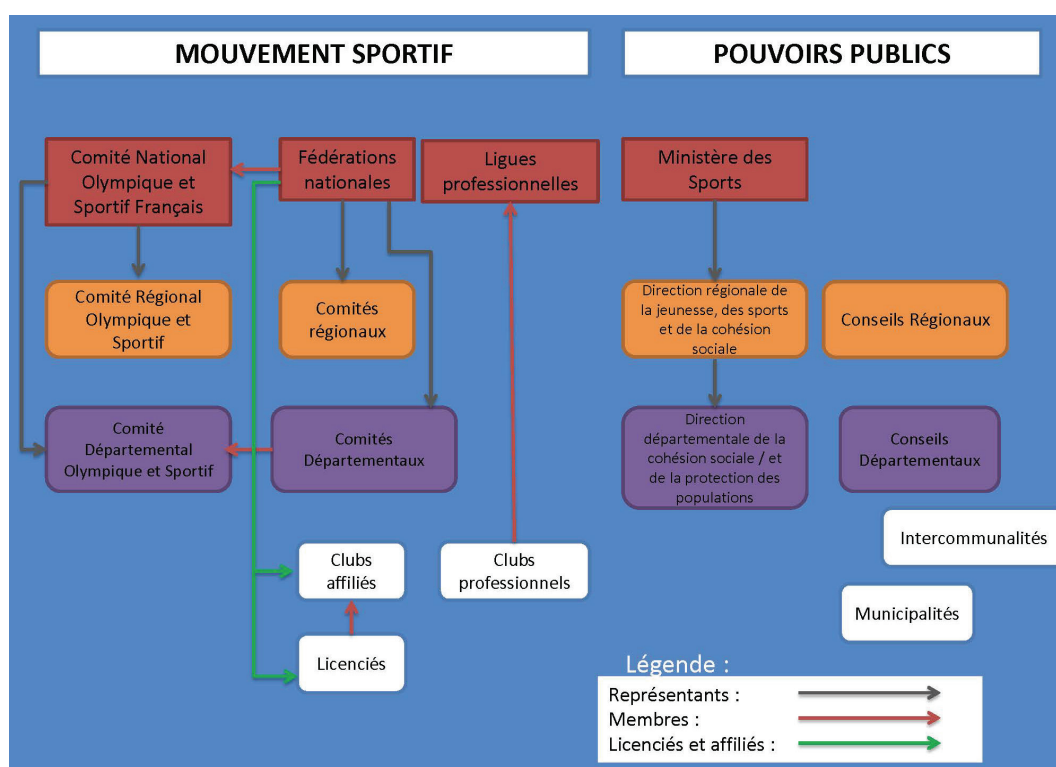 MOUVEMENT SPORTIF
POUVOIRS PUBLICS
Comité National
Olympique et
Sportif Français
Fédérations
nationales
Ligues
professionnelles
Ministère des
Sports
Comité Régional
Olympique et
Sportif
Comités
régionaux
Direction régionale de
la jeunesse, des sports
et de la cohésion
sociale
Conseils Régionaux
Comité
Départemental
Olympique et Sportif
Comités
Départementaux
Direction
départementale de la
cohésion sociale / et
de la protection des
populations
Conseils
Départementaux
Intercommunalités
Clubs
affiliés
Clubs
professionnels
Municipalités
Licenciés
Légende :
Représentants :
Membres :
Licenciés et affiliés :